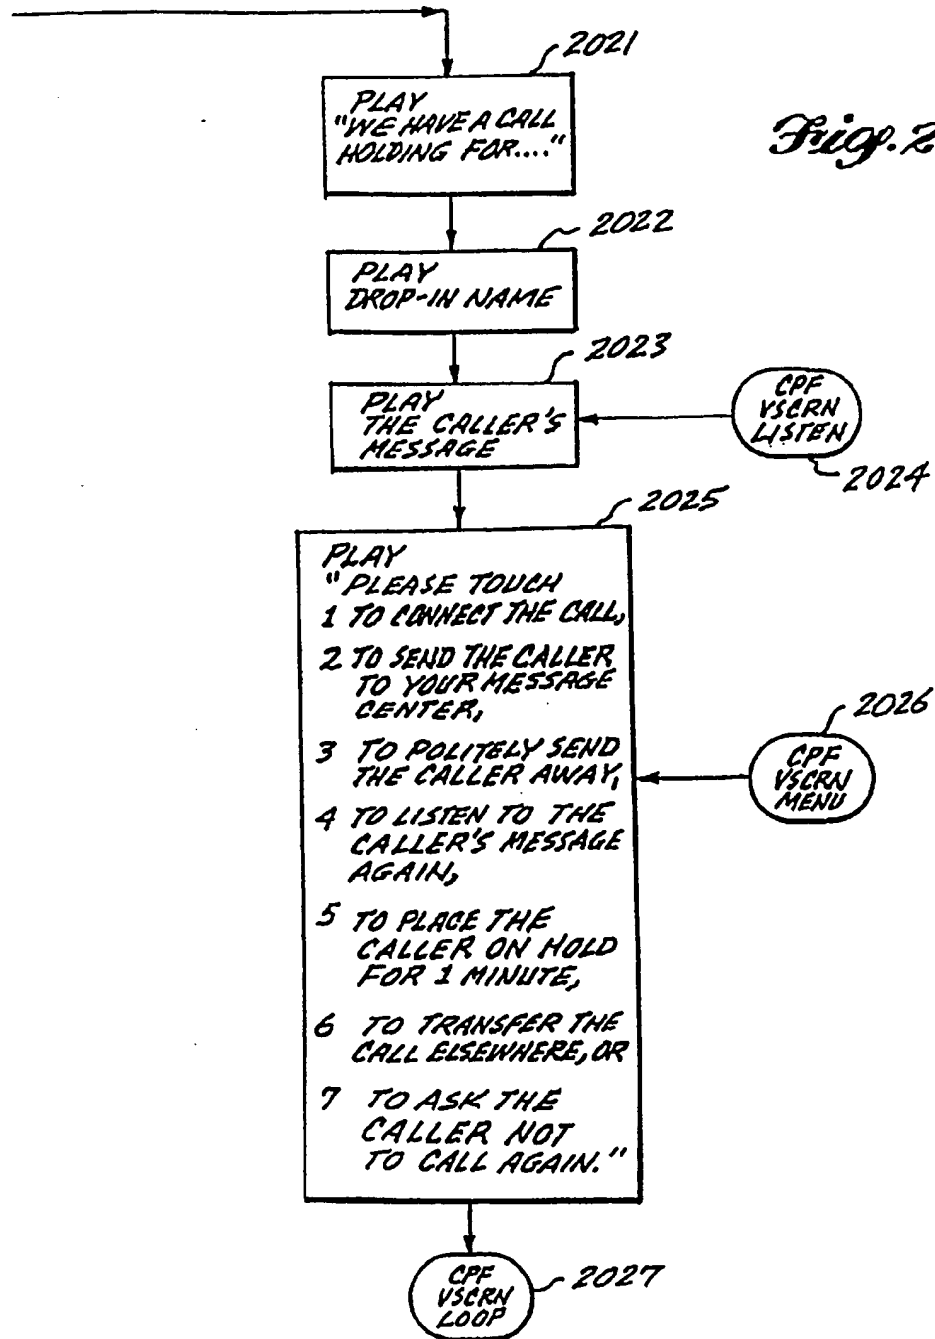 2021
PLAY
"WE HAVE A CALL
HOLDING FOR...."
Fig. 2
2022
PLAY
DROP-IN NAME
2023
PLAY
THE CALLER'S
MESSAGE
CPF
VSCRN
LISTEN
2024
2025
PLAY
"PLEASE TOUCH
1 TO CONNECT THE CALL,
2 TO SEND THE CALLER
TO YOUR MESSAGE
CENTER,
3 TO POLITELY SEND
THE CALLER AWAY,
4 TO LISTEN TO THE
CALLER'S MESSAGE
AGAIN,
5 TO PLACE THE
CALLER ON HOLD
FOR 1 MINUTE,
6 TO TRANSFER THE
CALL ELSEWHERE, OR
7 TO ASK THE
CALLER NOT
TO CALL AGAIN."
2026
CPF
VSCRN
MENU
CPF
VSCRN
LOOP
2027